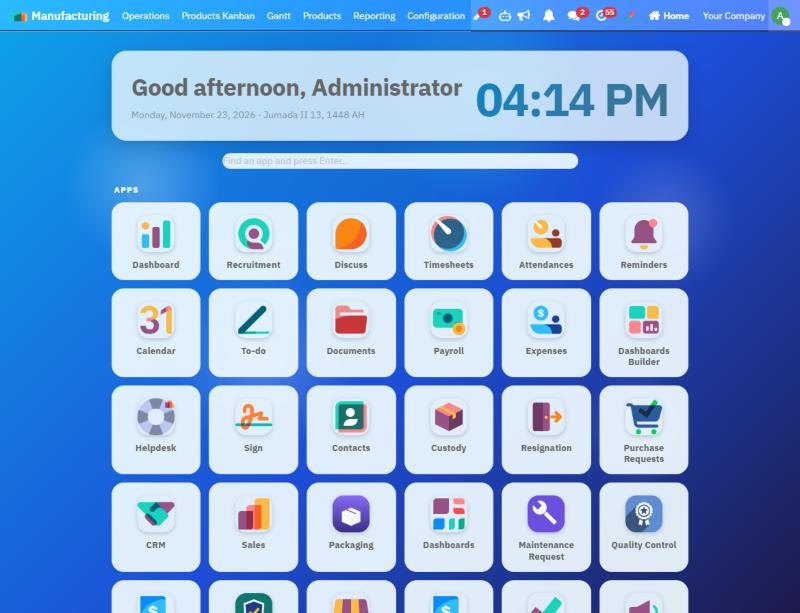 Manufacturing Operations Products Kanban Gantt Products Reporting Configuration 1 2 55 Home Your Company A
Good afternoon, Administrator
04:14 PM
Monday, November 23, 2026 - Jumada II 13, 1448 AH
Find an app and press Enter...
APPS
Dashboard Recruitment Discuss Timesheets Attendances Reminders
31
Calendar To-do Documents Payroll Expenses Dashboards
Builder
Helpdesk Sign Contacts Custody Resignation Purchase
Requests
CRM Sales Packaging Dashboards Maintenance
Request
Quality Control